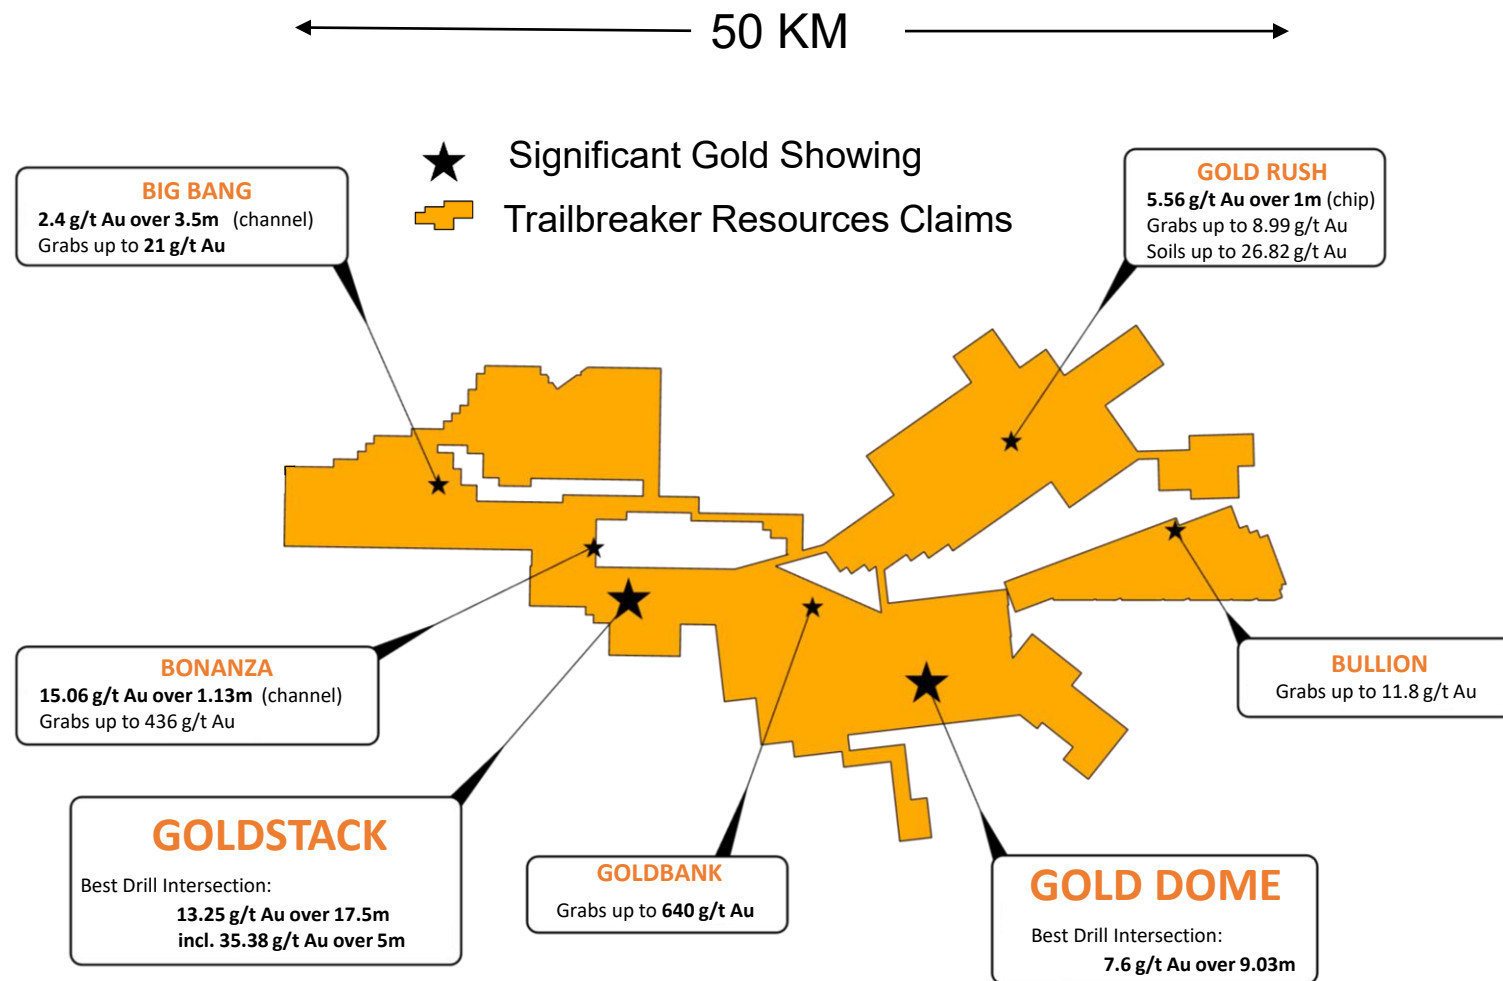 50 KM
Significant Gold Showing
Trailbreaker Resources Claims
BIG BANG
2.4 g/t Au over 3.5m (channel)
Grabs up to 21 g/t Au
GOLD RUSH
5.56 g/t Au over 1m (chip)
Grabs up to 8.99 g/t Au
Soils up to 26.82 g/t Au
BONANZA
15.06 g/t Au over 1.13m (channel)
Grabs up to 436 g/t Au
BULLION
Grabs up to 11.8 g/t Au
GOLDSTACK
Best Drill Intersection:
13.25 g/t Au over 17.5m
incl. 35.38 g/t Au over 5m
GOLDBANK
Grabs up to 640 g/t Au
GOLD DOME
Best Drill Intersection:
7.6 g/t Au over 9.03m